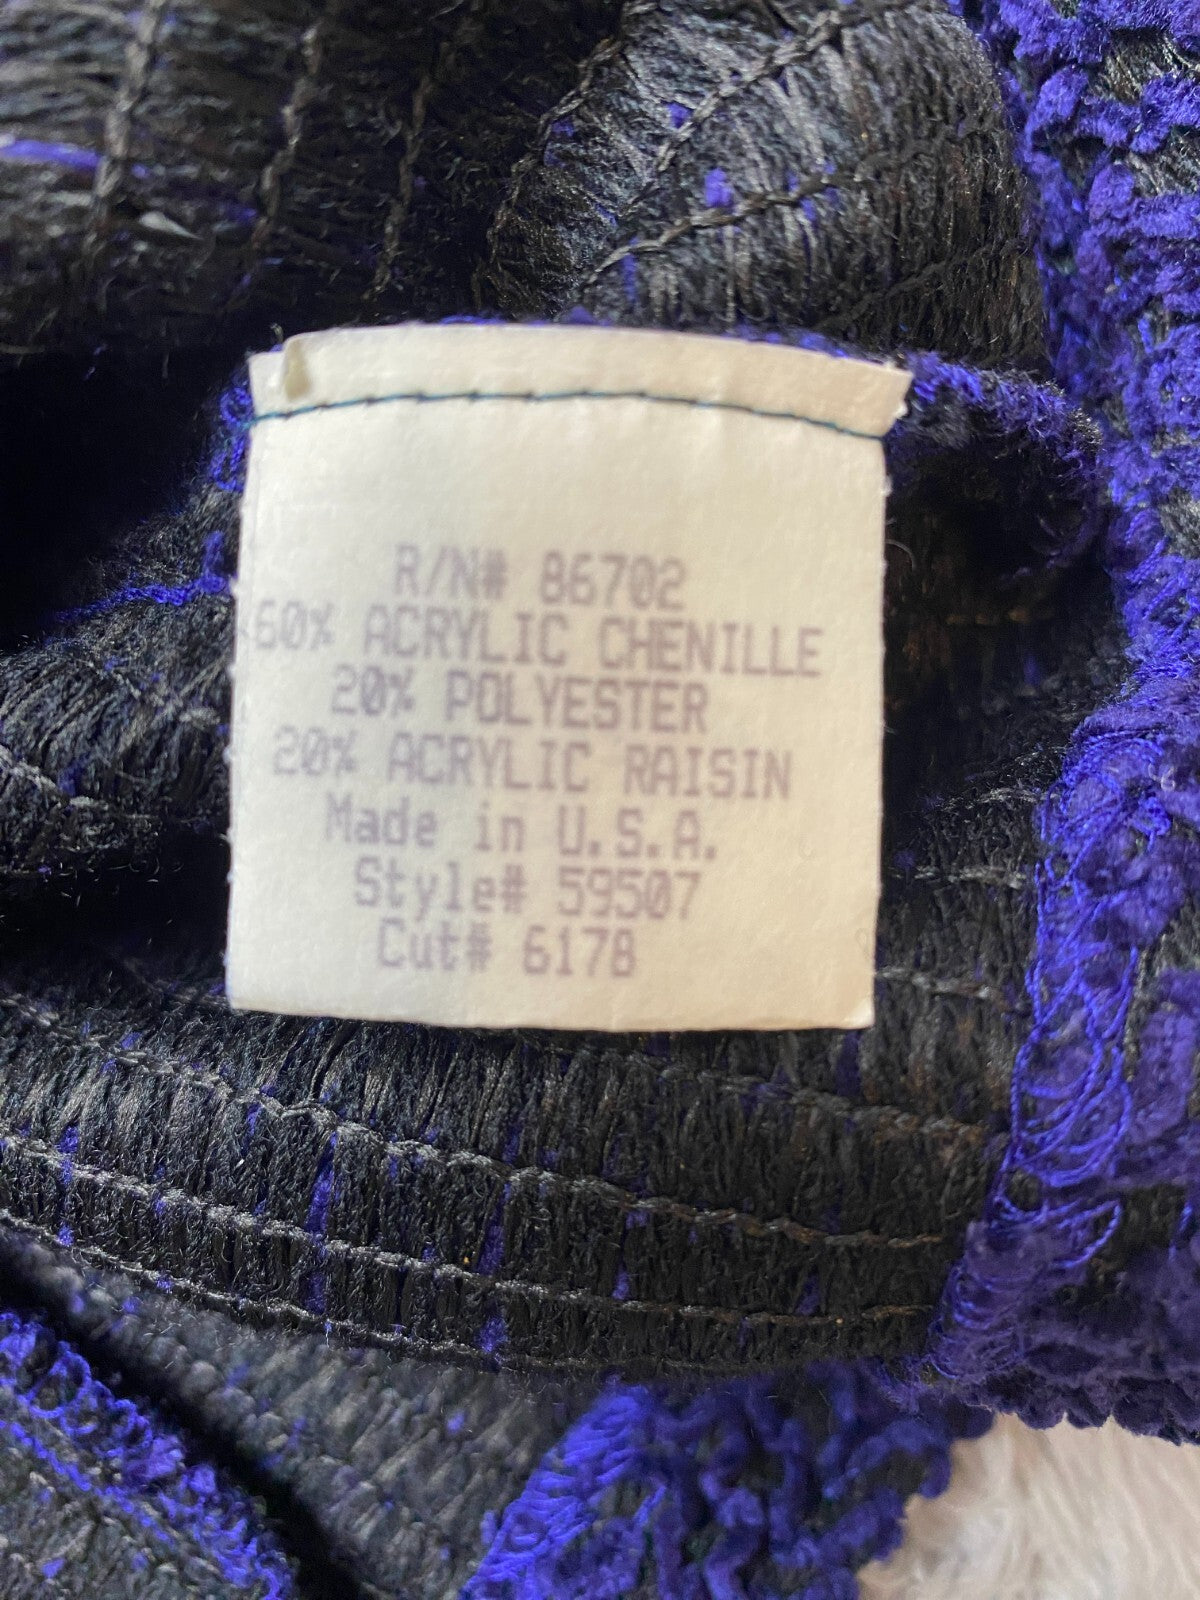 R/N# 86702
60% ACRYLIC CHENILLE
20% POLYESTER
20% ACRYLIC RAISIN
Made in U.S.A.
Style# 59507
Cut# 6178